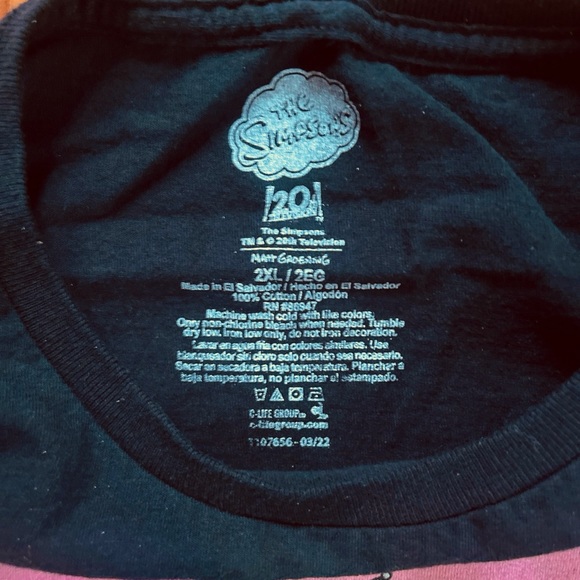 THE
SIMPSONS
20th
TELEVISION
The Simpsons
TM & © 20th Television
MATT GROENING
2XL / 2EG
Made in El Salvador / Hecho en El Salvador
100% Cotton / Algodón
RN #88947
Machine wash cold with like colors.
Only non-chlorine bleach when needed. Tumble
dry low. Iron low only, do not iron decoration.
Lavar en agua fria con colores similares. Use
blanqueador sin cloro solo cuando sea necesario.
Secar en secadora a baja temperatura. Planchar a
baja temperatura, no planchar el estampado.
C-LIFE GROUP
c-lifegroup.com
1107656 - 03/22